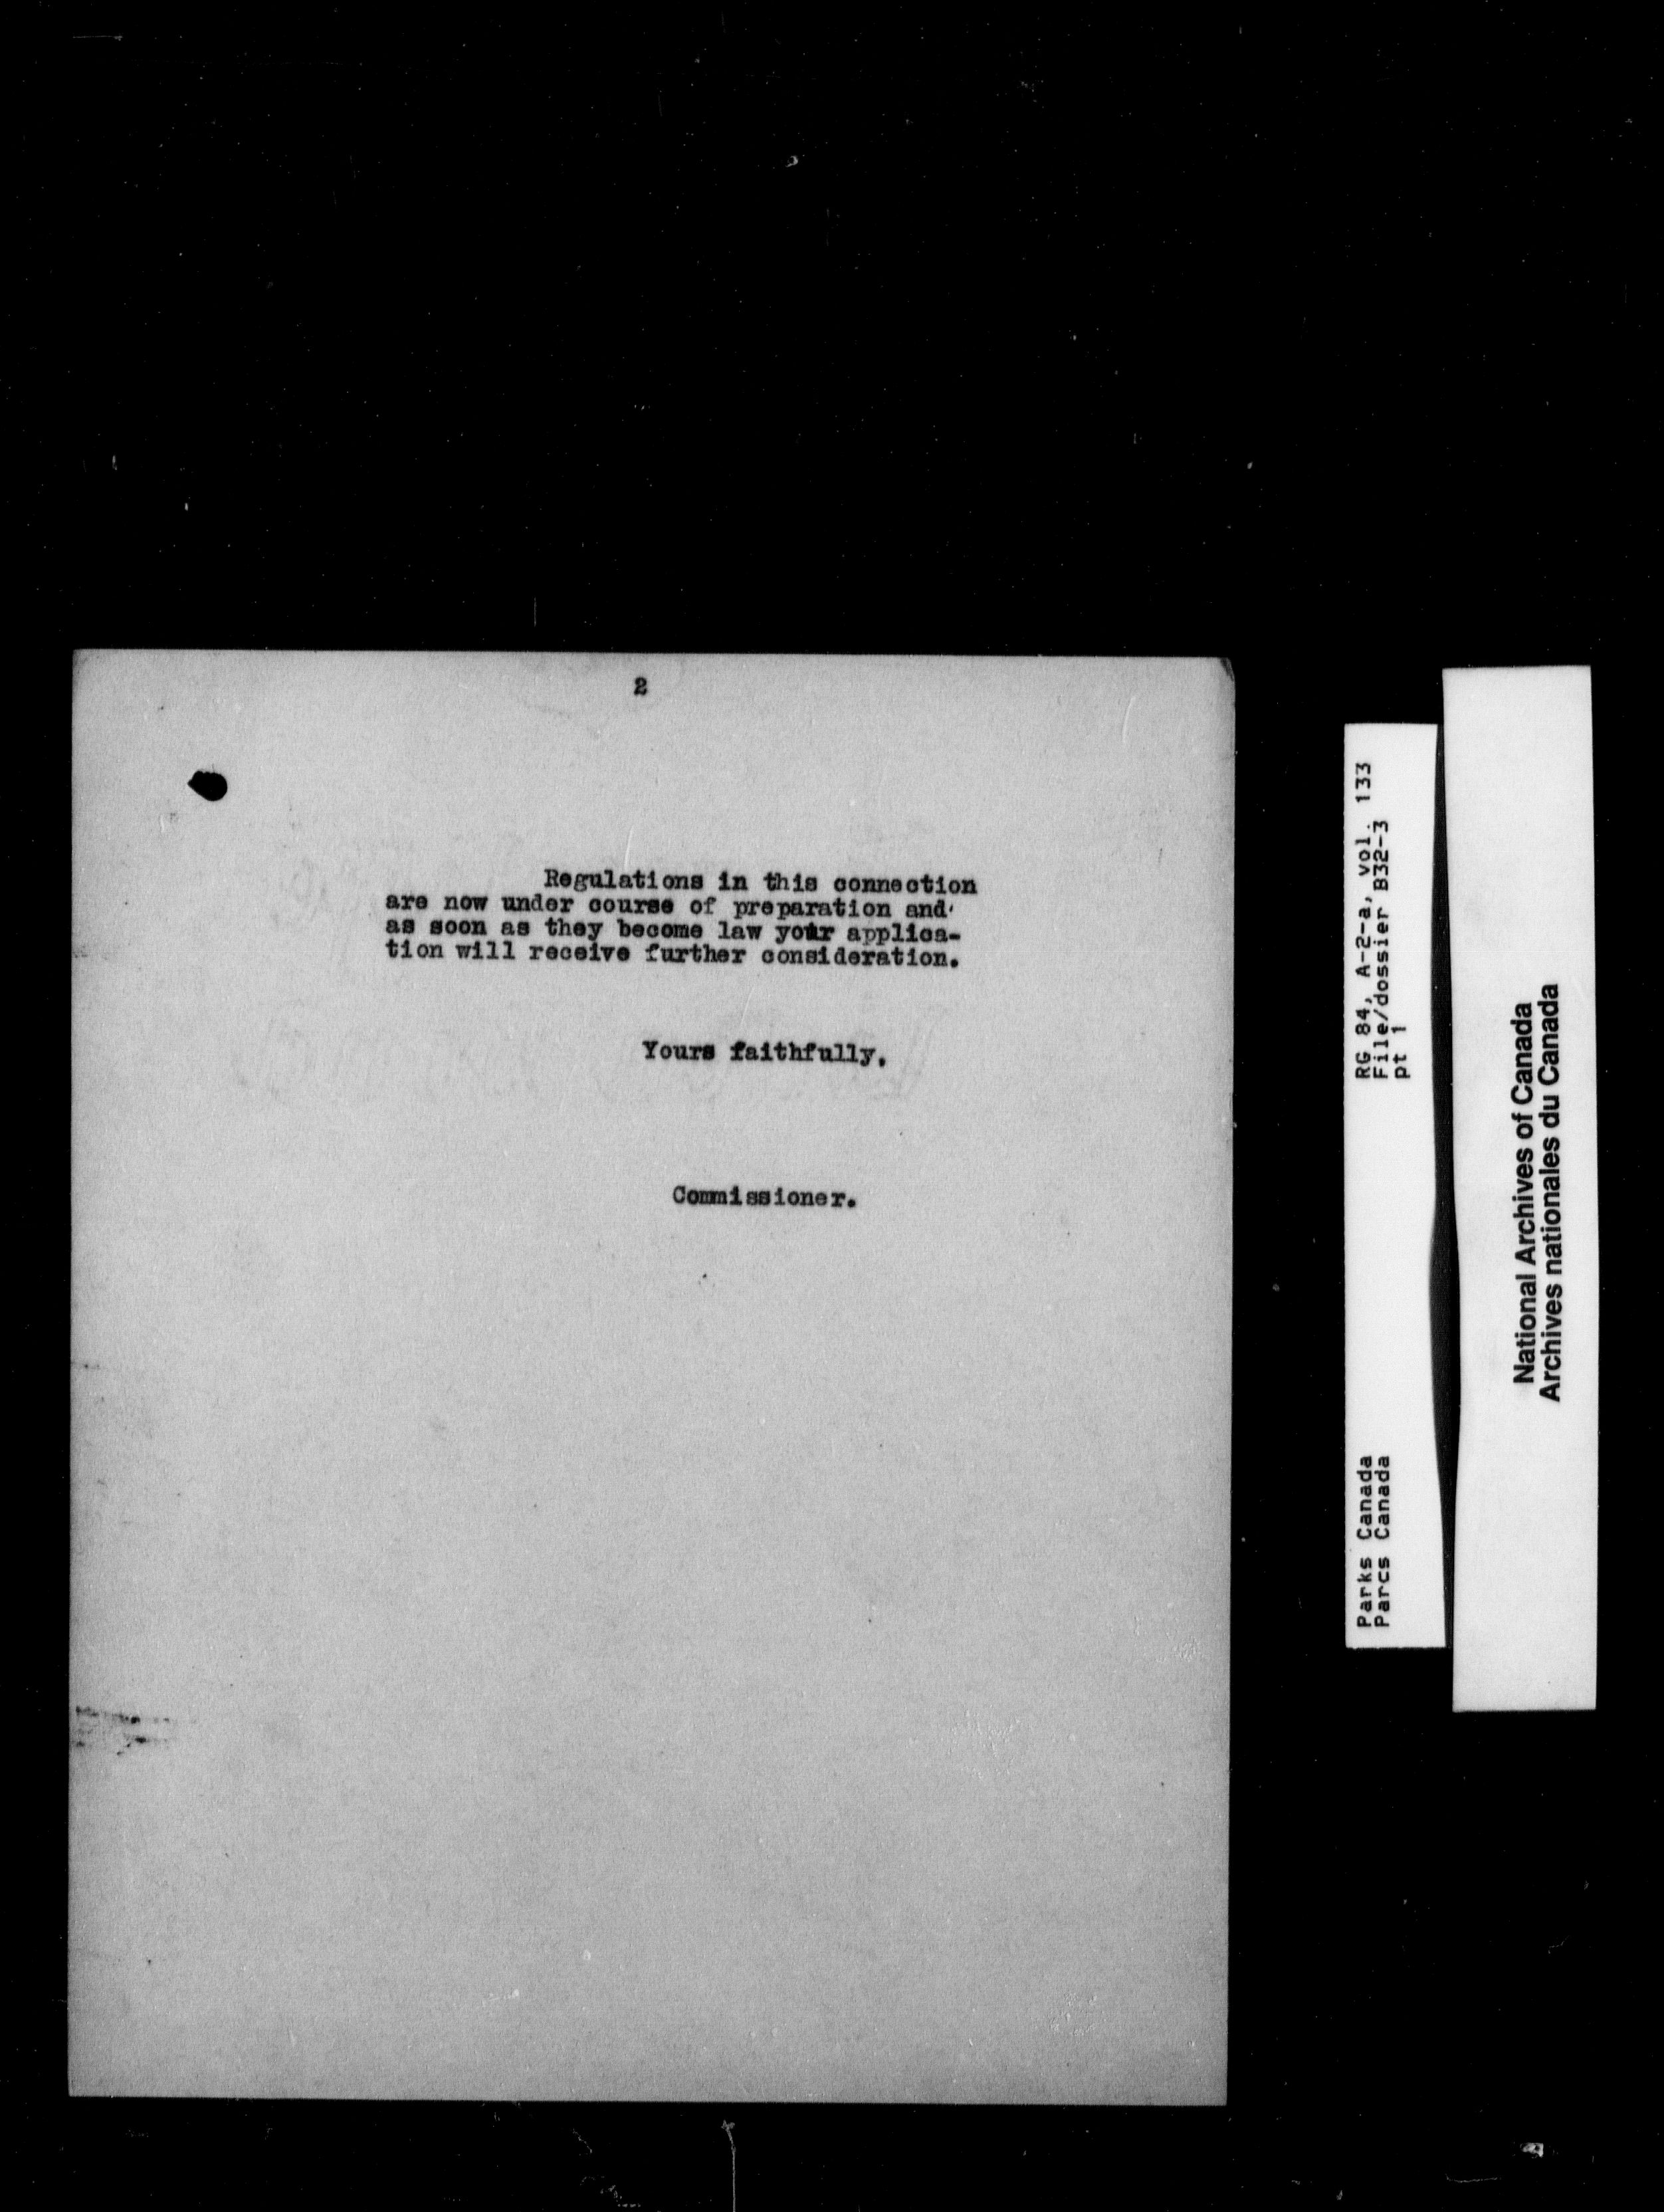 2
Regulations in this connection
are now under course of preparation and
as soon as they become law your applica-
tion will receive further consideration.
Yours faithfully,
Commissioner.
RG 84, A-2-a, vol. 133
File/dossier B32-3
pt 1
Parks Canada
Parcs Canada
National Archives of Canada
Archives nationales du Canada